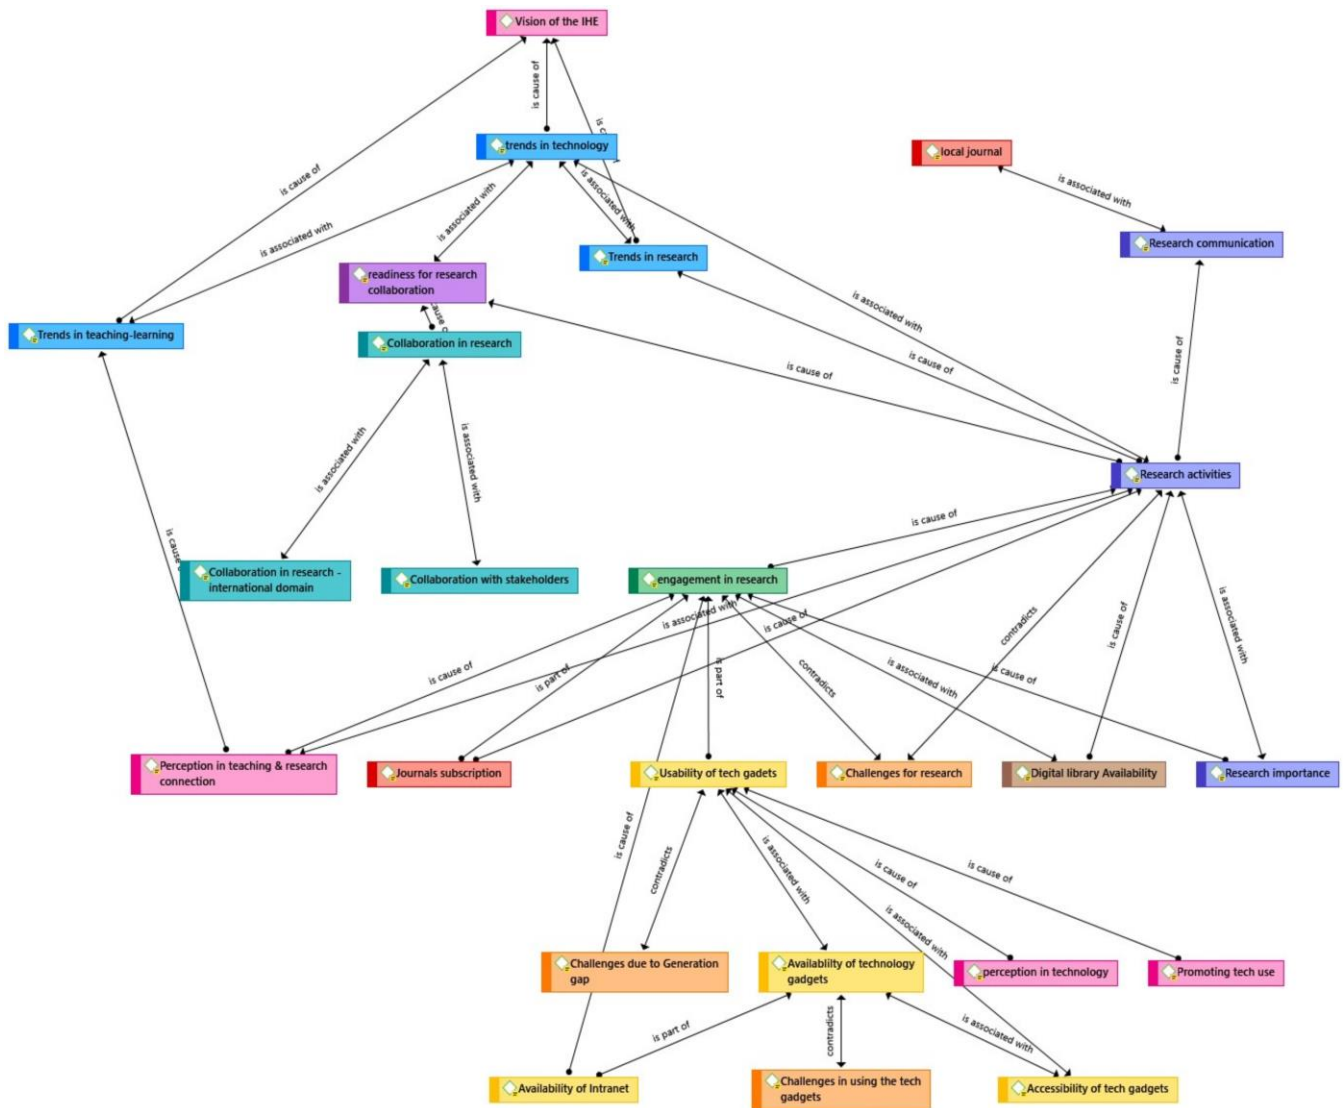 Vision of the IHE
is cause of
trends in technology
local journal
is c
is cause of
is associated with
is associated with
is associated with
is associated with
Research communication
Trends in research
readiness for research
collaboration
is associated with
cause o
Trends in teaching-learning
Collaboration in research
is cause of
is cause of
is cause of
is associated with
is associated with
Research activities
is cause of
is cause
Collaboration in research -
international domain
Collaboration with stakeholders
engagement in research
is associated with
is cause of
contradicts
is cause of
is associated with
is cause of
is part of
is part of
contradicts
is associated with
is cause of
Perception in teaching & research
connection
Journals subscription
Usability of tech gadets
Challenges for research
Digital library Availability
Research importance
is cause of
contradicts
is associated with
is cause of
is cause of
is associated with
Challenges due to Generation
gap
Availablilty of technology
gadgets
perception in technology
Promoting tech use
is part of
contradicts
is associated with
Availability of Intranet
Challenges in using the tech
gadgets
Accessibility of tech gadgets